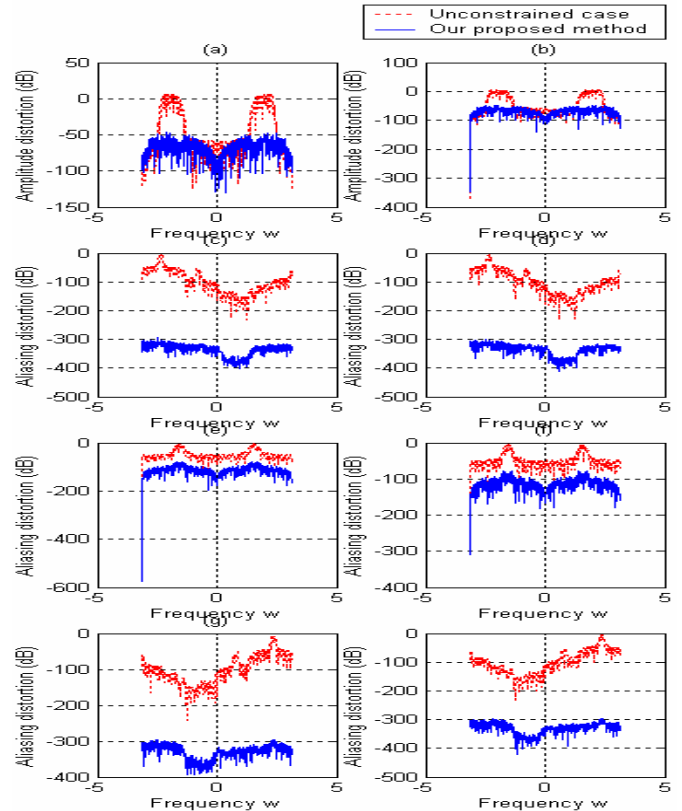 Unconstrained case
Our proposed method
(a)
(b)
50
0
-50
-100
-150
Amplitude distortion (dB)
-5
0
5
Frequency w
100
0
-100
-200
-300
-400
Amplitude distortion (dB)
-5
0
5
Frequency w
(c)
(d)
0
-100
-200
-300
-400
-500
Aliasing distortion (dB)
-5
0
5
Frequency w
0
-100
-200
-300
-400
-500
Aliasing distortion (dB)
-5
0
5
Frequency w
(e)
(f)
0
-200
-400
-600
Aliasing distortion (dB)
-5
0
5
Frequency w
0
-100
-200
-300
-400
Aliasing distortion (dB)
-5
0
5
Frequency w
(g)
0
-100
-200
-300
-400
Aliasing distortion (dB)
-5
0
5
0
-100
-200
-300
-400
-500
Aliasing distortion (dB)
-5
0
5